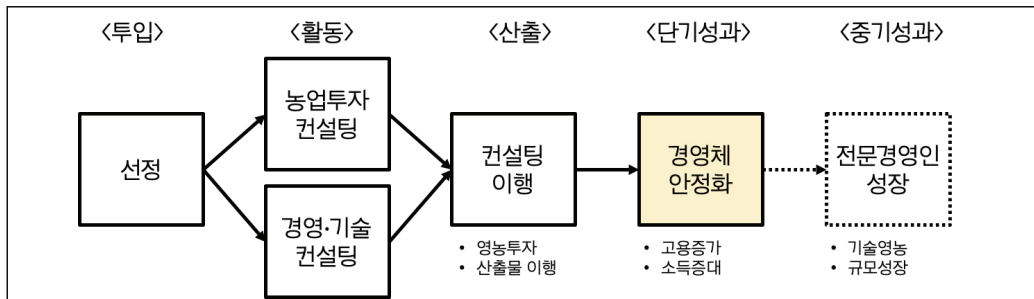 〈투입〉
〈활동〉
〈산출〉
〈단기성과〉
〈중기성과〉
선정
농업투자
컨설팅
경영·기술
컨설팅
컨설팅
이행
• 영농투자
• 산출물 이행
경영체
안정화
• 고용증가
• 소득증대
전문경영인
성장
• 기술영농
• 규모성장